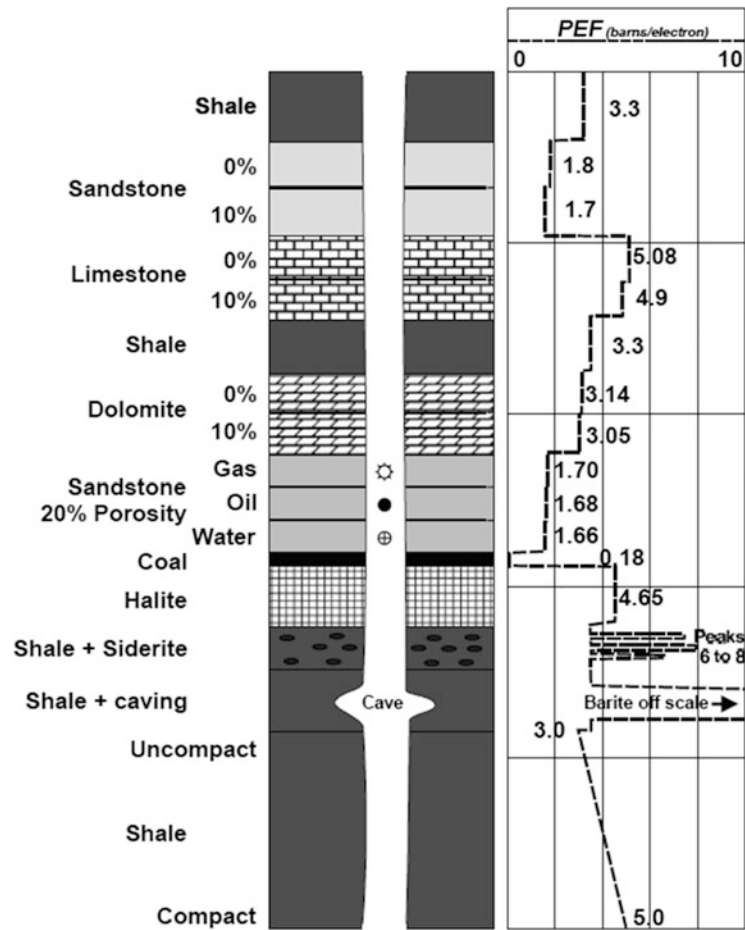 PEF (barns/electron)
0 10
Shale
3.3
0%
1.8
Sandstone
10%
1.7
0%
5.08
Limestone
10%
4.9
Shale
3.3
0%
3.14
Dolomite
10%
3.05
Gas
1.70
Sandstone
20% Porosity
Oil
1.68
Water
1.66
Coal
0.18
Halite
4.65
Shale + Siderite
Peaks
6 to 8
Shale + caving
Cave
Barite off scale
3.0
Uncompact
Shale
Compact
5.0